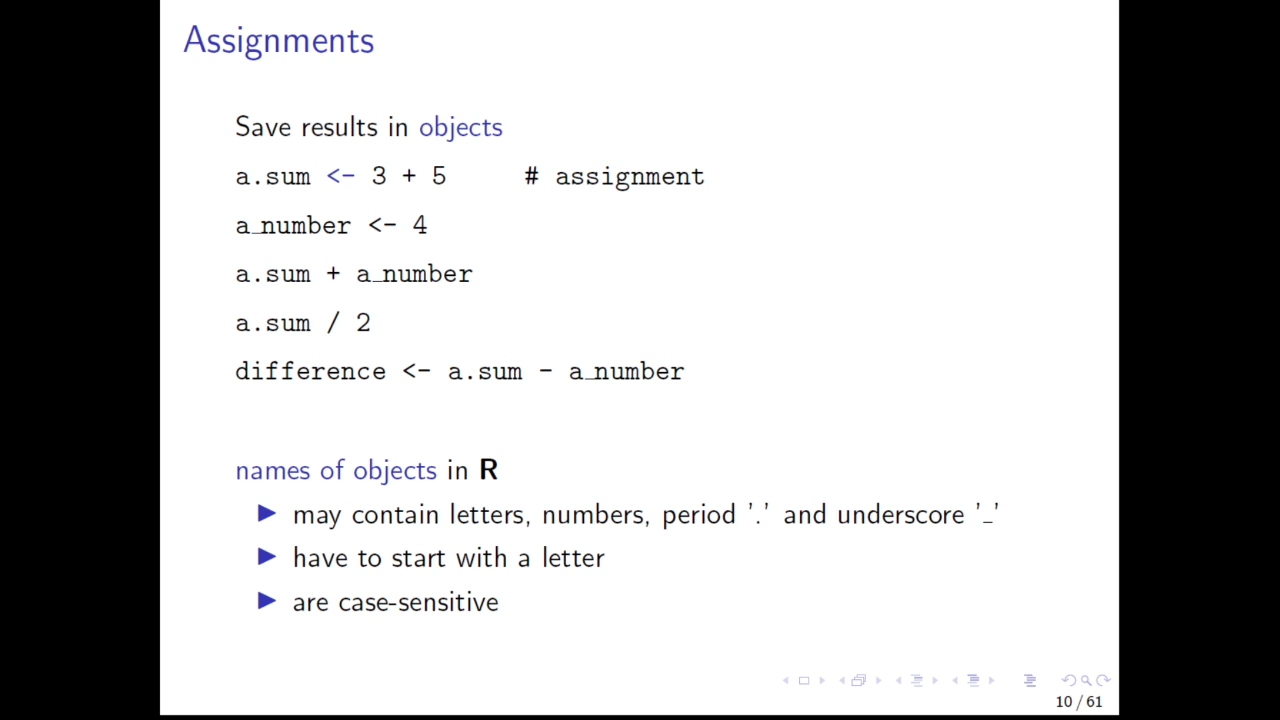 Assignments
Save results in objects
a.sum <- 3 + 5 # assignment
a_number <- 4
a.sum + a_number
a.sum / 2
difference <- a.sum - a_number
names of objects in R
may contain letters, numbers, period '.' and underscore '_'
have to start with a letter
are case-sensitive
10 / 61